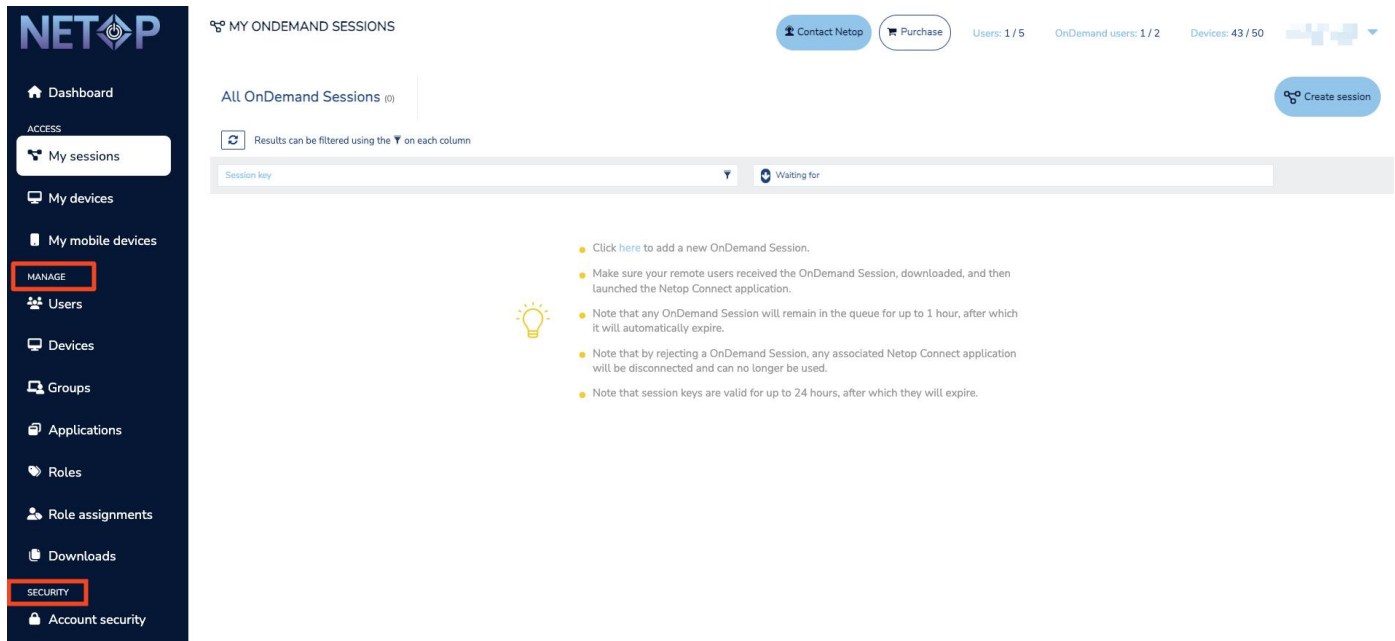 NETOP
Dashboard
ACCESS
My sessions
My devices
My mobile devices
MANAGE
Users
Devices
Groups
Applications
Roles
Role assignments
Downloads
SECURITY
Account security
MY ONDEMAND SESSIONS
Contact Netop
Purchase
Users: 1 / 5
OnDemand users: 1 / 2
Devices: 43 / 50
All OnDemand Sessions (0)
Create session
Results can be filtered using the on each column
Session key
Waiting for
Click here to add a new OnDemand Session.
Make sure your remote users received the OnDemand Session, downloaded, and then
launched the Netop Connect application.
Note that any OnDemand Session will remain in the queue for up to 1 hour, after which
it will automatically expire.
Note that by rejecting a OnDemand Session, any associated Netop Connect application
will be disconnected and can no longer be used.
Note that session keys are valid for up to 24 hours, after which they will expire.